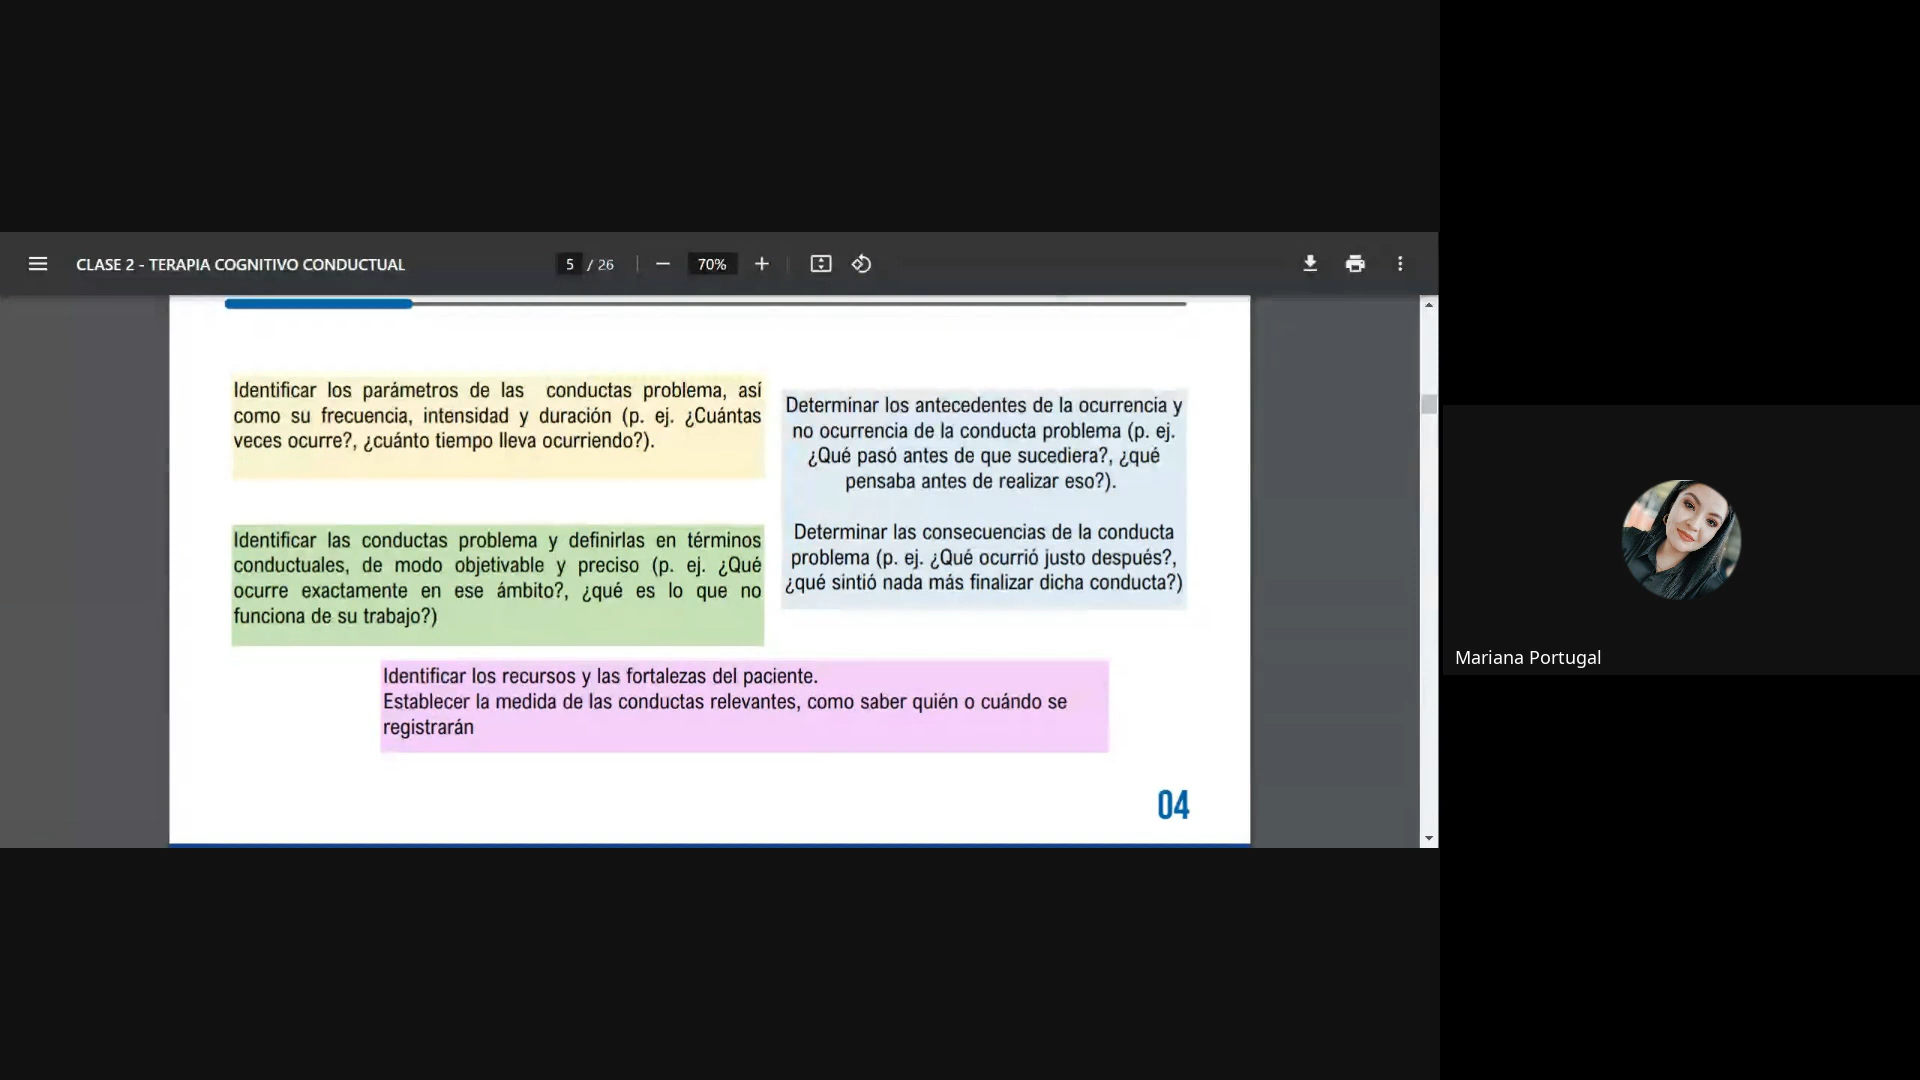 CLASE 2 - TERAPIA COGNITIVO CONDUCTUAL
5 / 26
70%
Identificar los parámetros de las conductas problema, así
como su frecuencia, intensidad y duración (p. ej. ¿Cuántas
veces ocurre?, ¿cuánto tiempo lleva ocurriendo?).
Identificar las conductas problema y definirlas en términos
conductuales, de modo objetivable y preciso (p. ej. ¿Qué
ocurre exactamente en ese ámbito?, ¿qué es lo que no
funciona de su trabajo?)
Determinar los antecedentes de la ocurrencia y
no ocurrencia de la conducta problema (p. ej.
¿Qué pasó antes de que sucediera?, ¿qué
pensaba antes de realizar eso?).
Determinar las consecuencias de la conducta
problema (p. ej. ¿Qué ocurrió justo después?,
¿qué sintió nada más finalizar dicha conducta?)
Identificar los recursos y las fortalezas del paciente.
Establecer la medida de las conductas relevantes, como saber quién o cuándo se
registrarán
04
Mariana Portugal